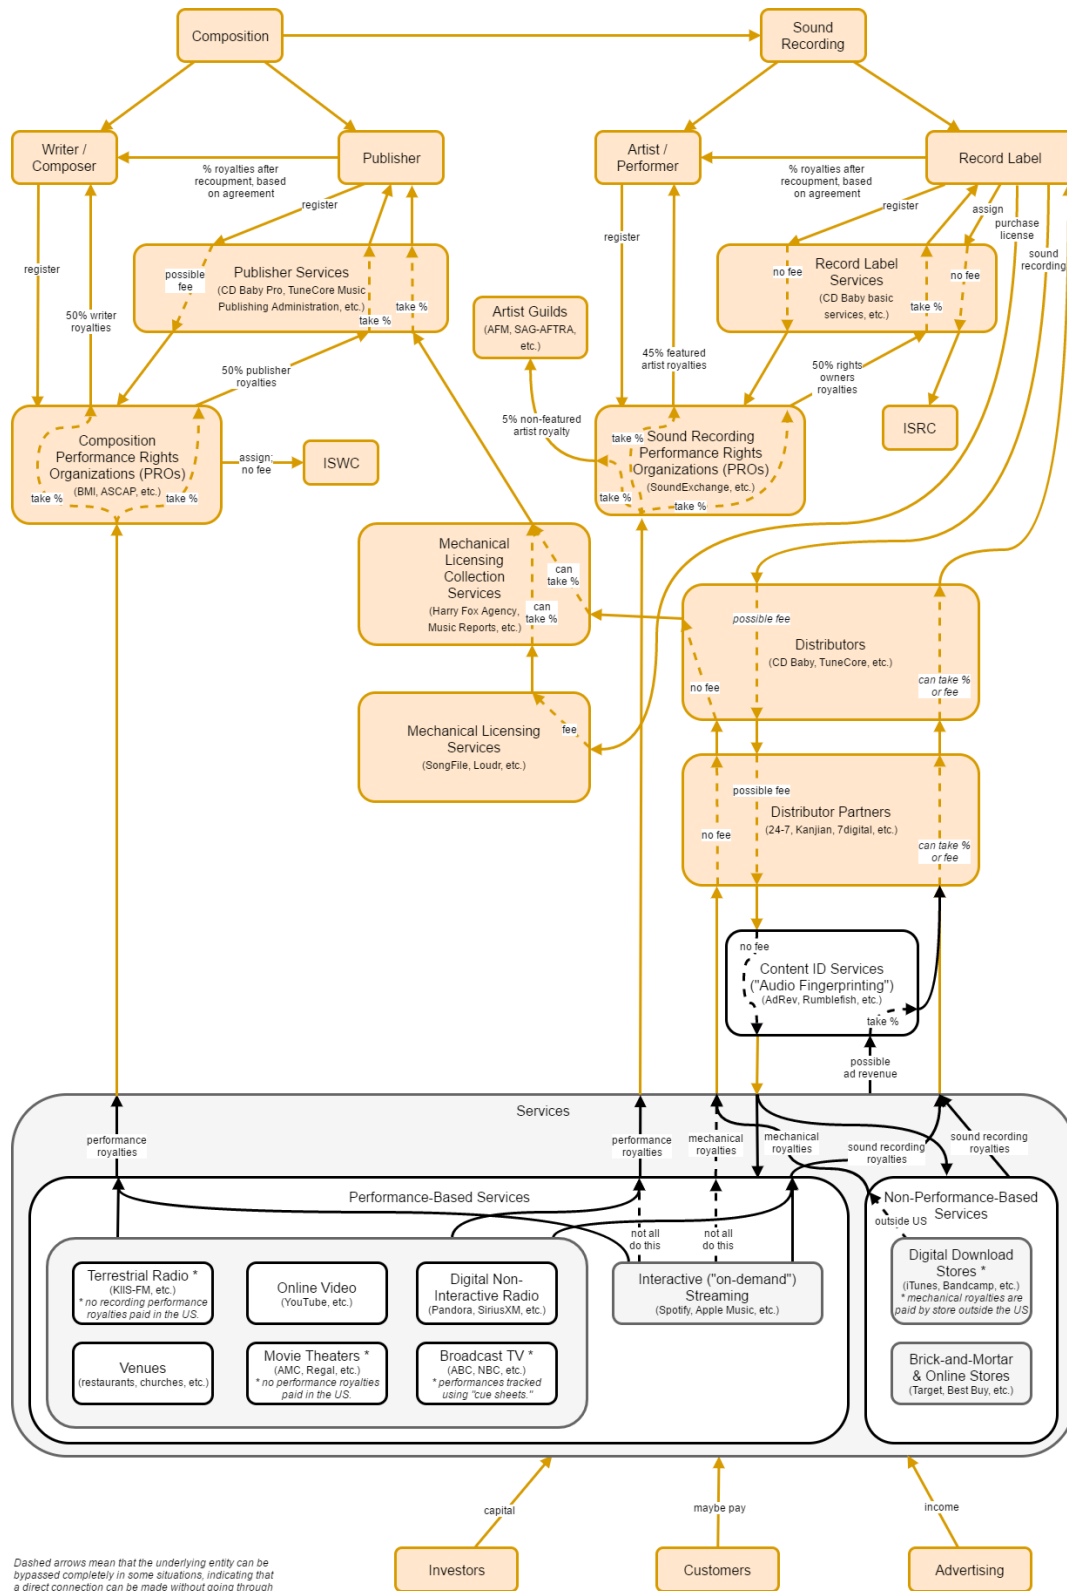 Composition
Sound
Recording
Writer /
Composer
Publisher
Artist /
Performer
Record Label
% royalties after
recoupment, based
on agreement
% royalties after
recoupment, based
on agreement
register
register
assign
purchase
license
register
register
sound
recording
possible
fee
Publisher Services
(CD Baby Pro, TuneCore Music
Publishing Administration, etc.)
take %
take %
no fee
Record Label
Services
(CD Baby basic
services, etc.)
take %
no fee
50% writer
royalties
Artist Guilds
(AFM, SAG-AFTRA,
etc.)
45% featured
artist royalties
50% rights
owners
royalties
50% publisher
royalties
5% non-featured
artist royalty
ISRC
Composition
Performance Rights
Organizations (PROs)
(BMI, ASCAP, etc.)
take %
take %
assign;
no fee
ISWC
take %
Sound Recording
Performance Rights
Organizations (PROs)
(SoundExchange, etc.)
take %
take %
Mechanical
Licensing
Collection
Services
(Harry Fox Agency,
Music Reports, etc.)
can
take %
can
take %
possible fee
Distributors
(CD Baby, TuneCore, etc.)
no fee
can take %
or fee
Mechanical Licensing
Services
(SongFile, Loudr, etc.)
fee
possible fee
Distributor Partners
(24-7, Kanjian, 7digital, etc.)
no fee
can take %
or fee
no fee
Content ID Services
("Audio Fingerprinting")
(AdRev, Rumblefish, etc.)
take %
possible
ad revenue
Services
performance
royalties
performance
royalties
mechanical
royalties
mechanical
royalties
sound recording
royalties
sound recording
royalties
Performance-Based Services
Non-Performance-Based
Services
not all
do this
not all
do this
outside US
Terrestrial Radio *
(KIIS-FM, etc.)
* no recording performance
royalties paid in the US.
Online Video
(YouTube, etc.)
Digital Non-
Interactive Radio
(Pandora, SiriusXM, etc.)
Interactive ("on-demand")
Streaming
(Spotify, Apple Music, etc.)
Digital Download
Stores *
(iTunes, Bandcamp, etc.)
* mechanical royalties are
paid by store outside the US
Venues
(restaurants, churches, etc.)
Movie Theaters *
(AMC, Regal, etc.)
* no performance royalties
paid in the US.
Broadcast TV *
(ABC, NBC, etc.)
* performances tracked
using "cue sheets."
Brick-and-Mortar
& Online Stores
(Target, Best Buy, etc.)
capital
maybe pay
income
Investors
Customers
Advertising
Dashed arrows mean that the underlying entity can be
bypassed completely in some situations, indicating that
a direct connection can be made without going through